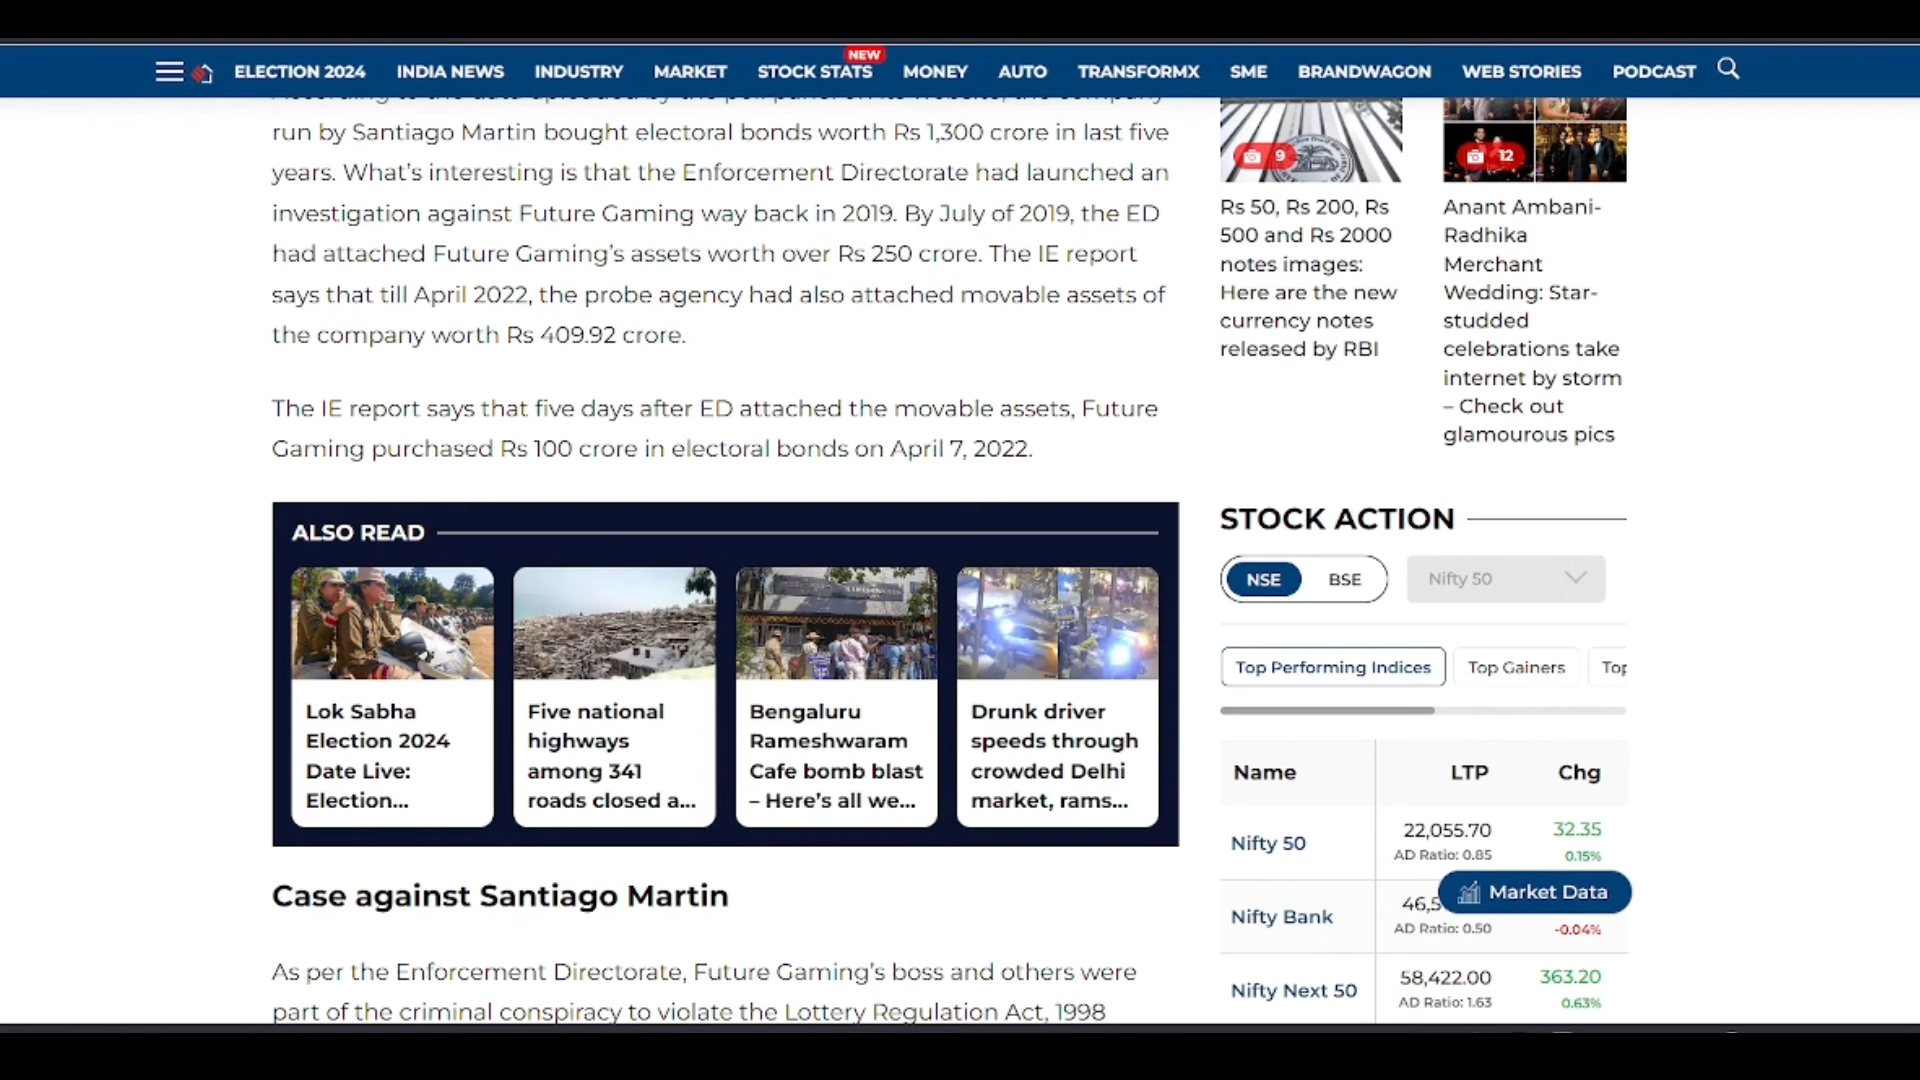 NEW
ELECTION 2024 INDIA NEWS INDUSTRY MARKET STOCK STATS MONEY AUTO TRANSFORMX SME BRANDWAGON WEB STORIES PODCAST
run by Santiago Martin bought electoral bonds worth Rs 1,300 crore in last five
years. What's interesting is that the Enforcement Directorate had launched an
investigation against Future Gaming way back in 2019. By July of 2019, the ED
had attached Future Gaming's assets worth over Rs 250 crore. The IE report
says that till April 2022, the probe agency had also attached movable assets of
the company worth Rs 409.92 crore.
The IE report says that five days after ED attached the movable assets, Future
Gaming purchased Rs 100 crore in electoral bonds on April 7, 2022.
ALSO READ
Lok Sabha
Election 2024
Date Live:
Election...
Five national
highways
among 341
roads closed a...
Bengaluru
Rameshwaram
Cafe bomb blast
– Here's all we...
Drunk driver
speeds through
crowded Delhi
market, rams...
Case against Santiago Martin
As per the Enforcement Directorate, Future Gaming's boss and others were
part of the criminal conspiracy to violate the Lottery Regulation Act, 1998
9
Rs 50, Rs 200, Rs
500 and Rs 2000
notes images:
Here are the new
currency notes
released by RBI
12
Anant Ambani-
Radhika
Merchant
Wedding: Star-
studded
celebrations take
internet by storm
– Check out
glamourous pics
STOCK ACTION
NSE BSE Nifty 50
Top Performing Indices Top Gainers Top
Name LTP Chg
Nifty 50 22,055.70 32.35
AD Ratio: 0.85 0.15%
Market Data
Nifty Bank 46,5
AD Ratio: 0.50 -0.04%
Nifty Next 50 58,422.00 363.20
AD Ratio: 1.63 0.63%